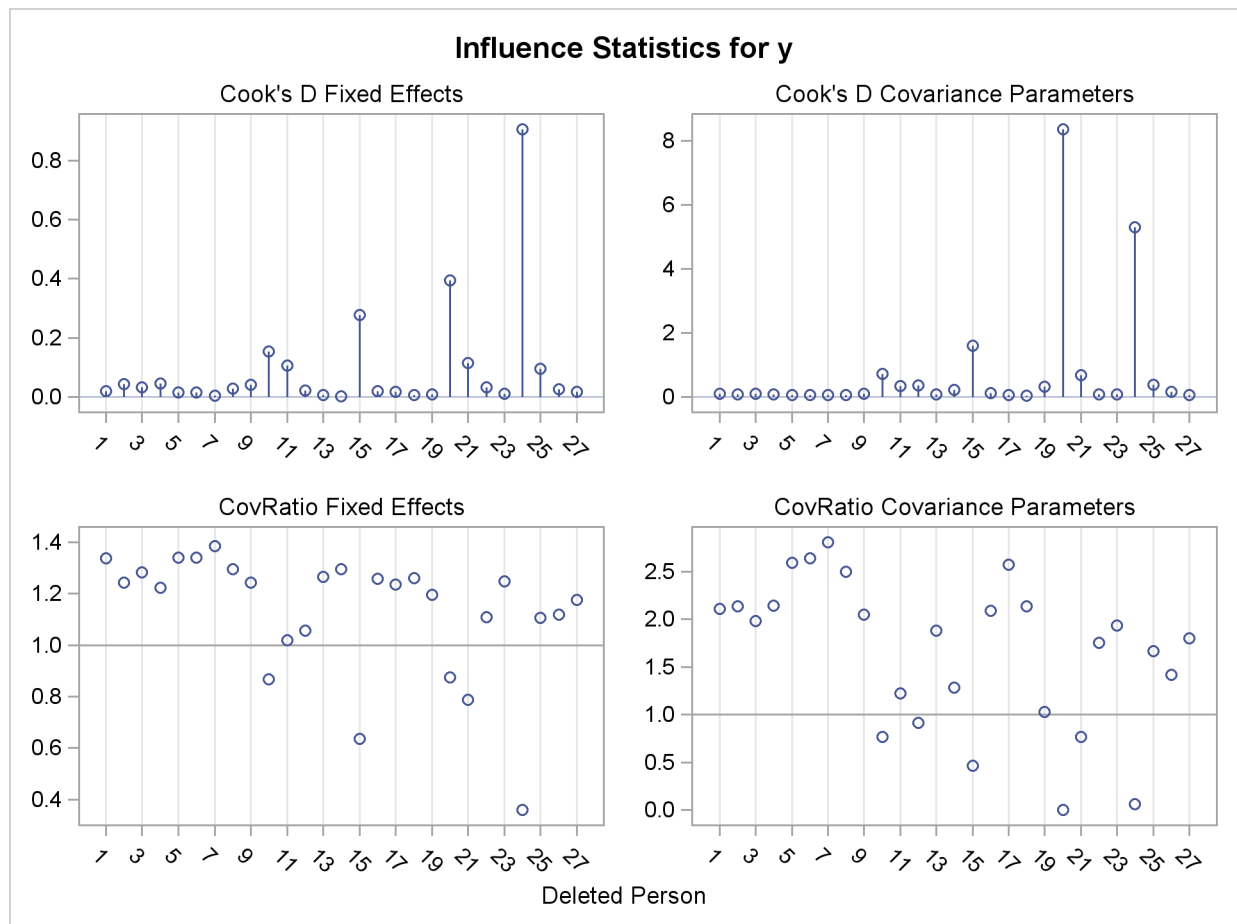 Influence Statistics for y
Cook's D Fixed Effects
0.8
0.6
0.4
0.2
0.0
1 3 5 7 9 11 13 15 17 19 21 23 25 27
Cook's D Covariance Parameters
8
6
4
2
0
1 3 5 7 9 11 13 15 17 19 21 23 25 27
CovRatio Fixed Effects
1.4
1.2
1.0
0.8
0.6
0.4
1 3 5 7 9 11 13 15 17 19 21 23 25 27
CovRatio Covariance Parameters
2.5
2.0
1.5
1.0
0.5
0.0
1 3 5 7 9 11 13 15 17 19 21 23 25 27
Deleted Person